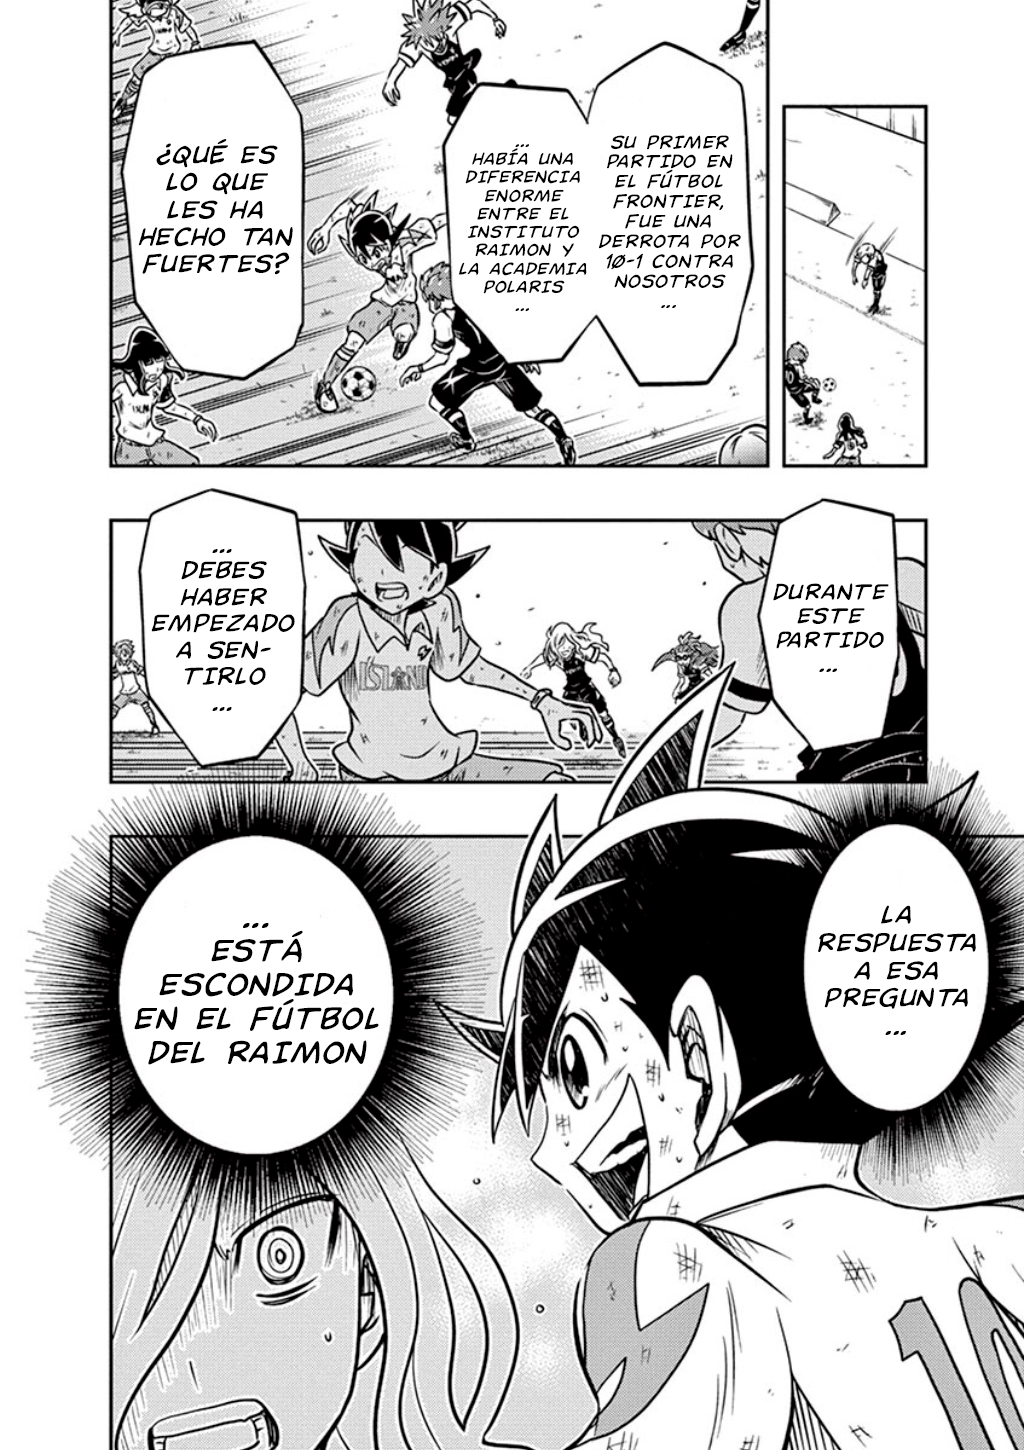 SU PRIMER
PARTIDO EN
EL FÚTBOL
FRONTIER,
FUE UNA
DERROTA POR
10-1 CONTRA
NOSOTROS
...
...
HABÍA UNA
DIFERENCIA
ENORME
ENTRE EL
INSTITUTO
RAIMON Y
LA ACADEMIA
POLARIS
...
¿QUÉ ES
LO QUE
LES HA
HECHO TAN
FUERTES?
DURANTE
ESTE
PARTIDO
...
...
DEBES
HABER
EMPEZADO
A SEN-
TIRLO
...
LA
RESPUESTA
A ESA
PREGUNTA
...
...
ESTÁ
ESCONDIDA
EN EL FÚTBOL
DEL RAIMON
10